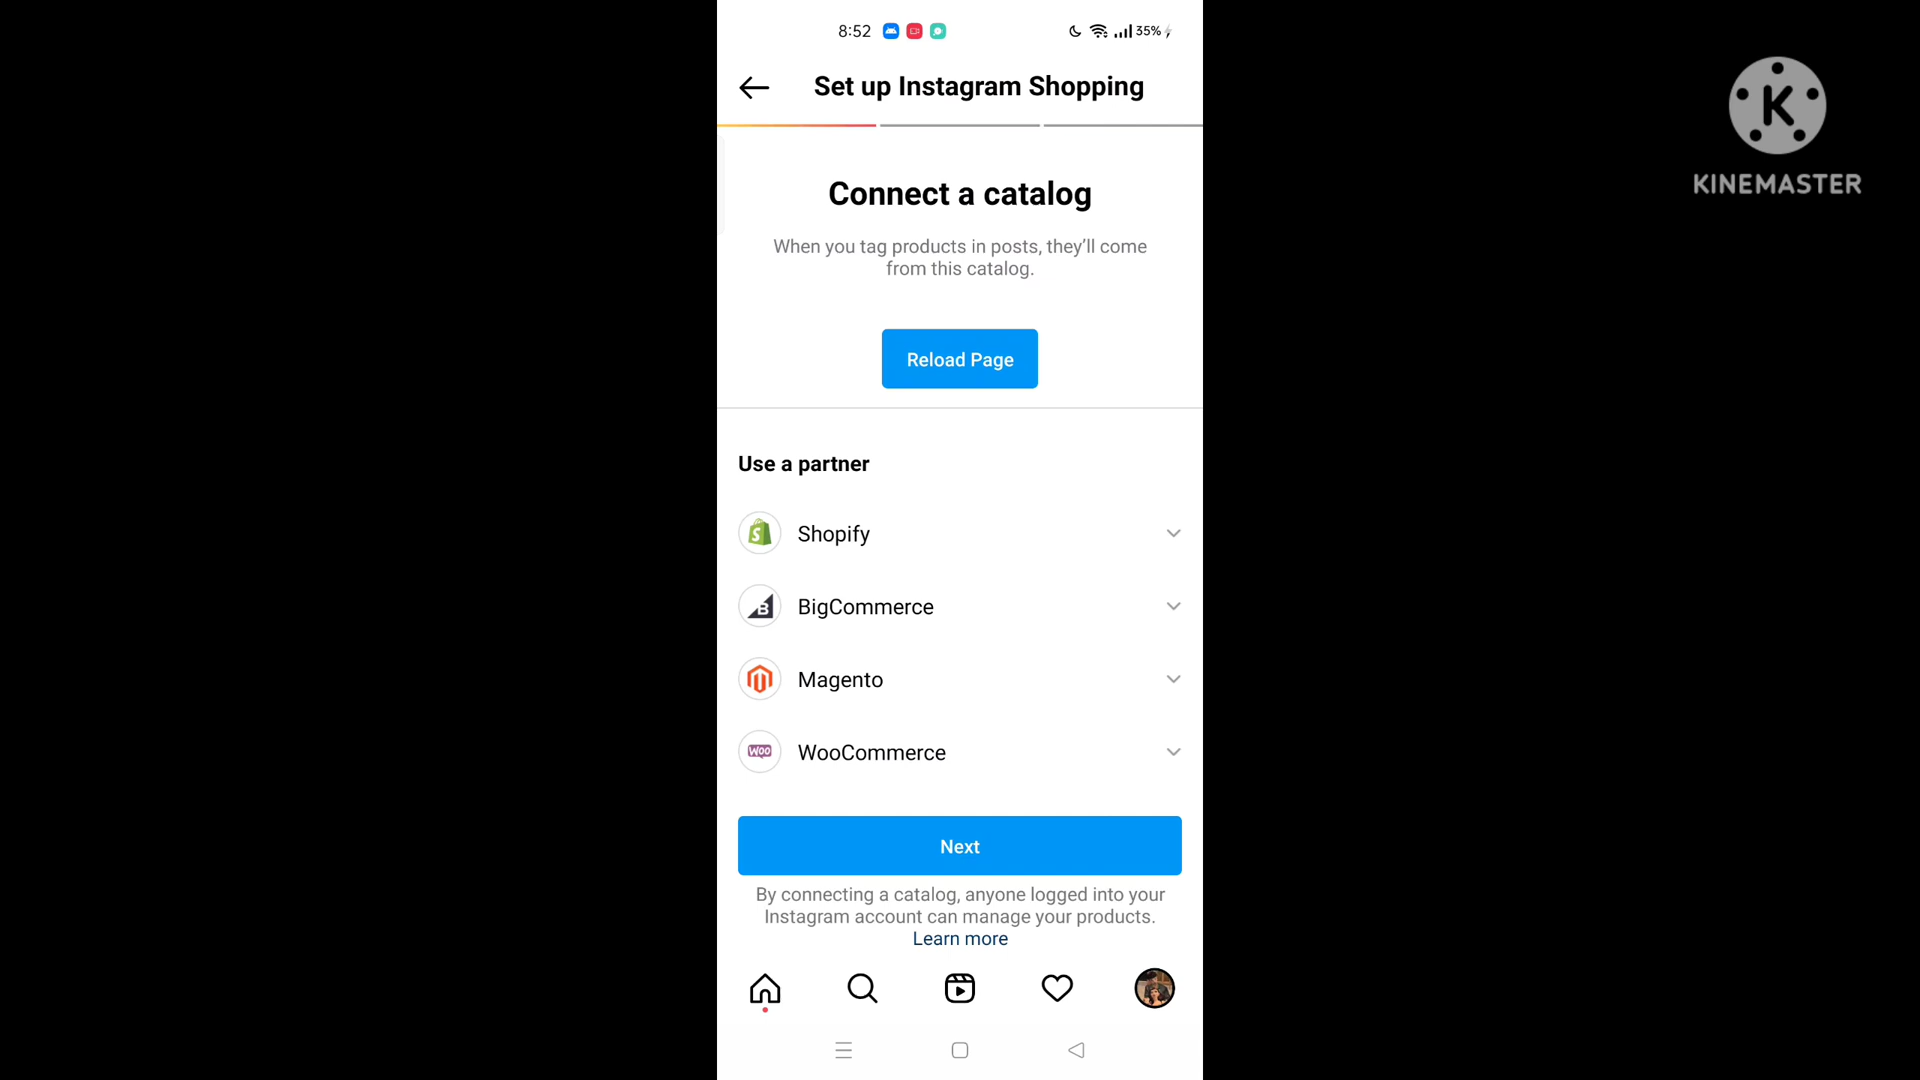 8:52
35%
Set up Instagram Shopping
Connect a catalog
When you tag products in posts, they’ll come
from this catalog.
Reload Page
Use a partner
Shopify
BigCommerce
Magento
WOO
WooCommerce
Next
By connecting a catalog, anyone logged into your
Instagram account can manage your products.
Learn more
K
KINEMASTER